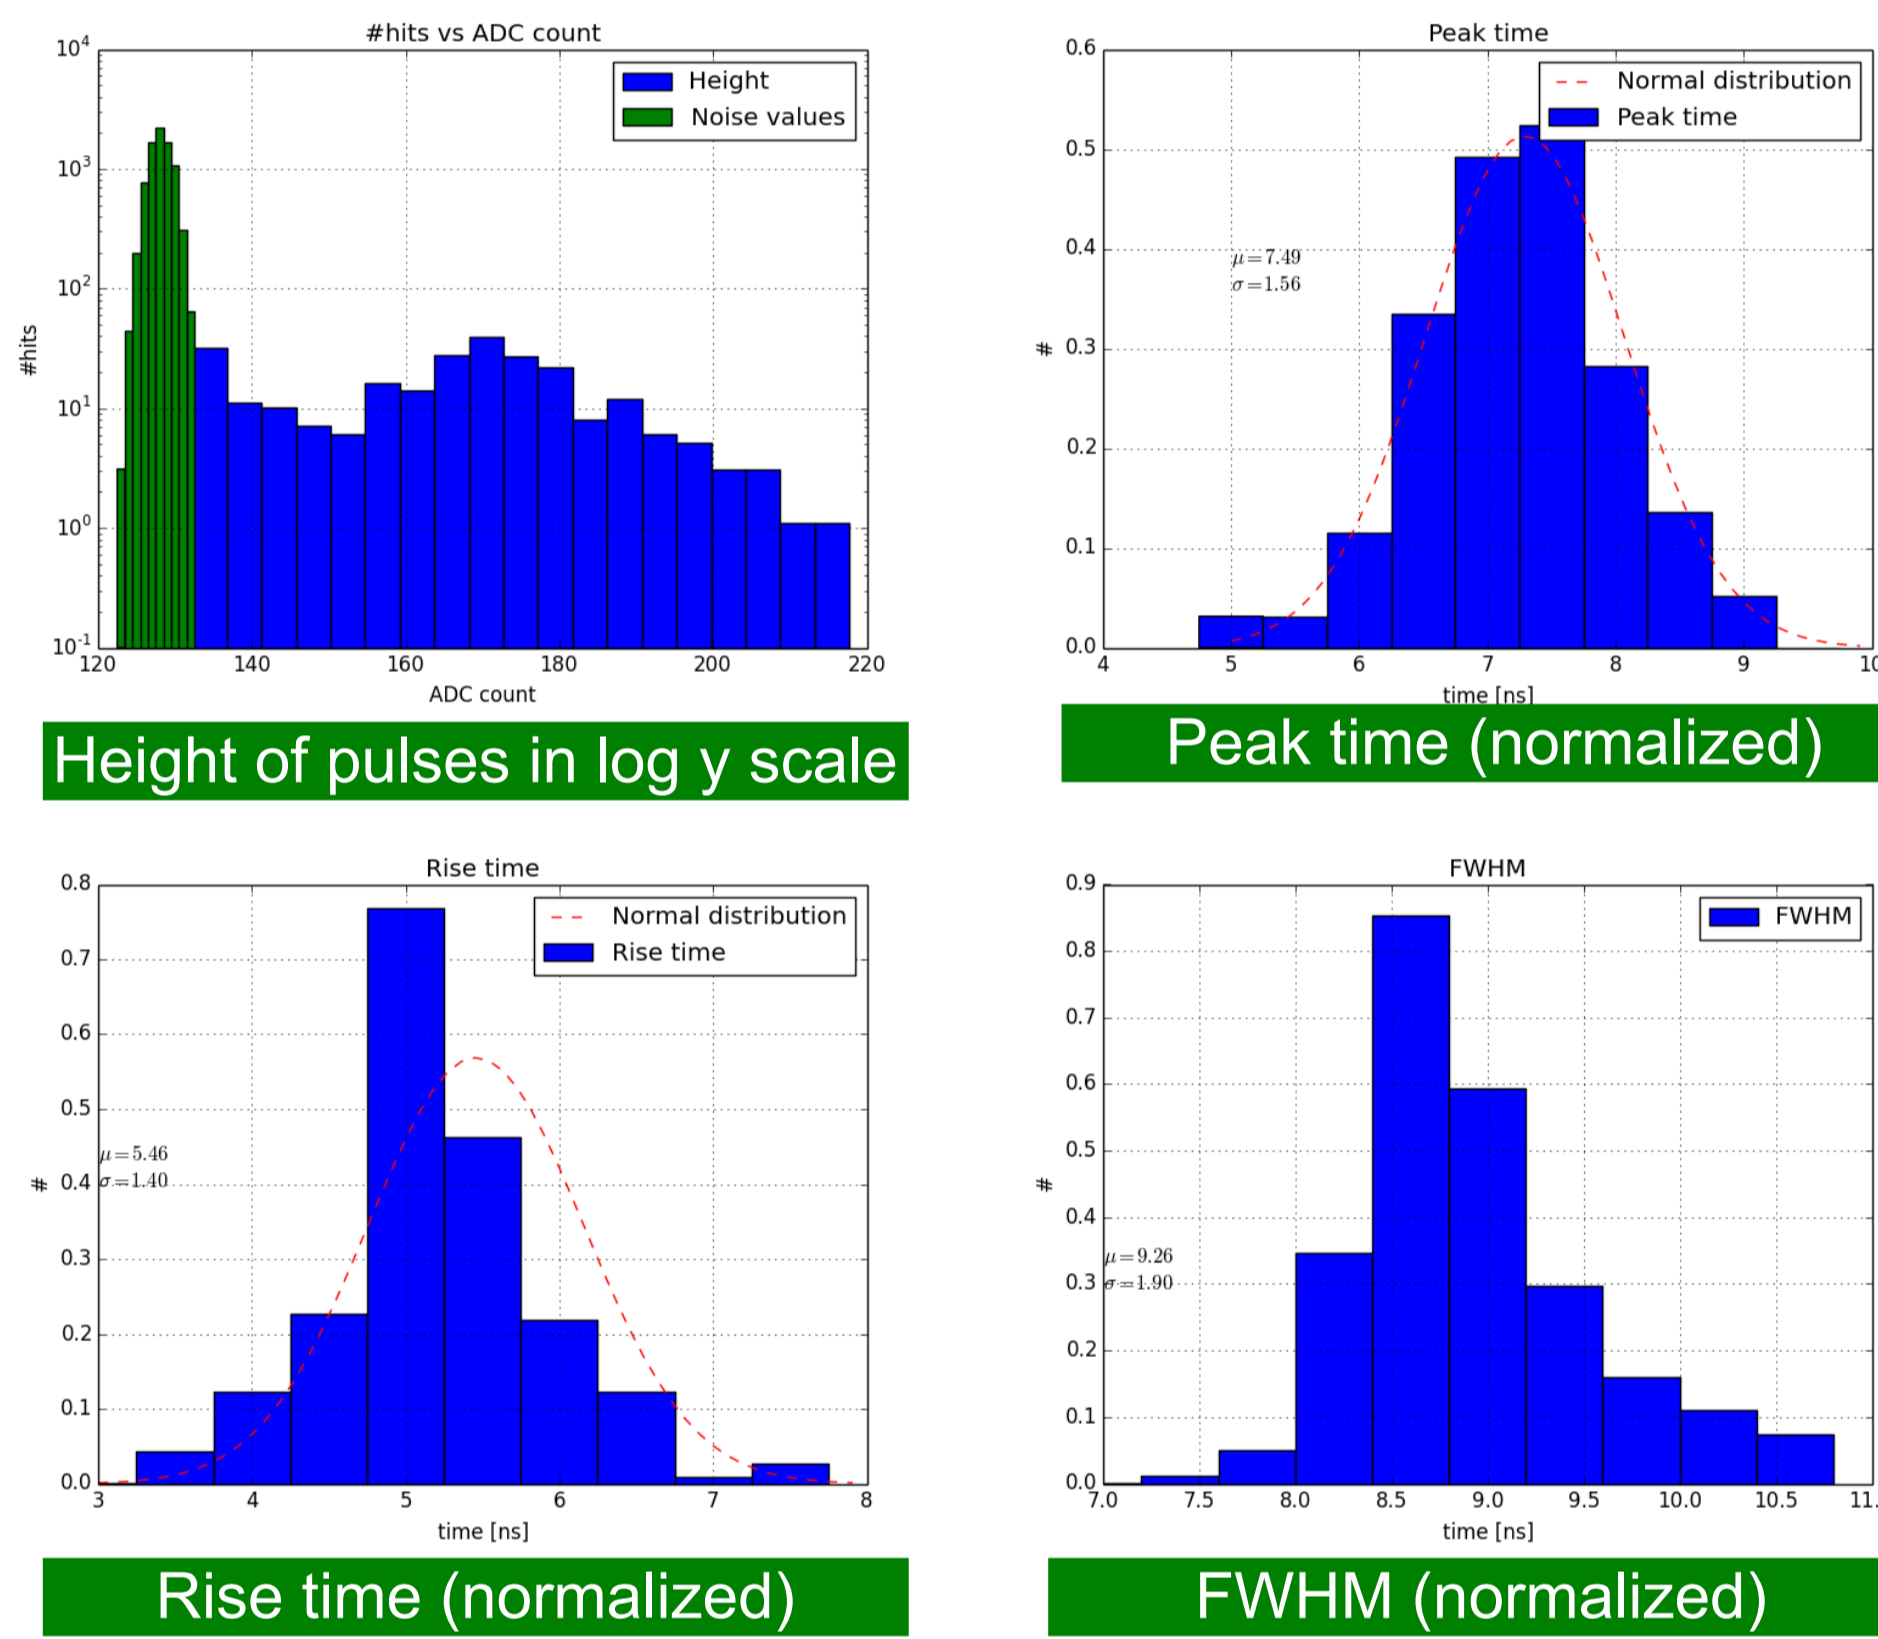 #hits vs ADC count
Height
Noise values
10^4
10^3
10^2
10^1
10^0
10^-1
#hits
120 140 160 180 200 220
ADC count
Height of pulses in log y scale
Peak time
Normal distribution
Peak time
0.6
0.5
0.4
0.3
0.2
0.1
0.0
μ=7.49
σ=1.56
#
4 5 6 7 8 9 10
time [ns]
Peak time (normalized)
Rise time
Normal distribution
Rise time
0.8
0.7
0.6
0.5
0.4
0.3
0.2
0.1
0.0
μ=5.46
σ=1.40
#
3 4 5 6 7 8
time [ns]
Rise time (normalized)
FWHM
FWHM
0.9
0.8
0.7
0.6
0.5
0.4
0.3
0.2
0.1
0.0
μ=9.26
σ=1.90
#
7.0 7.5 8.0 8.5 9.0 9.5 10.0 10.5 11.
time [ns]
FWHM (normalized)